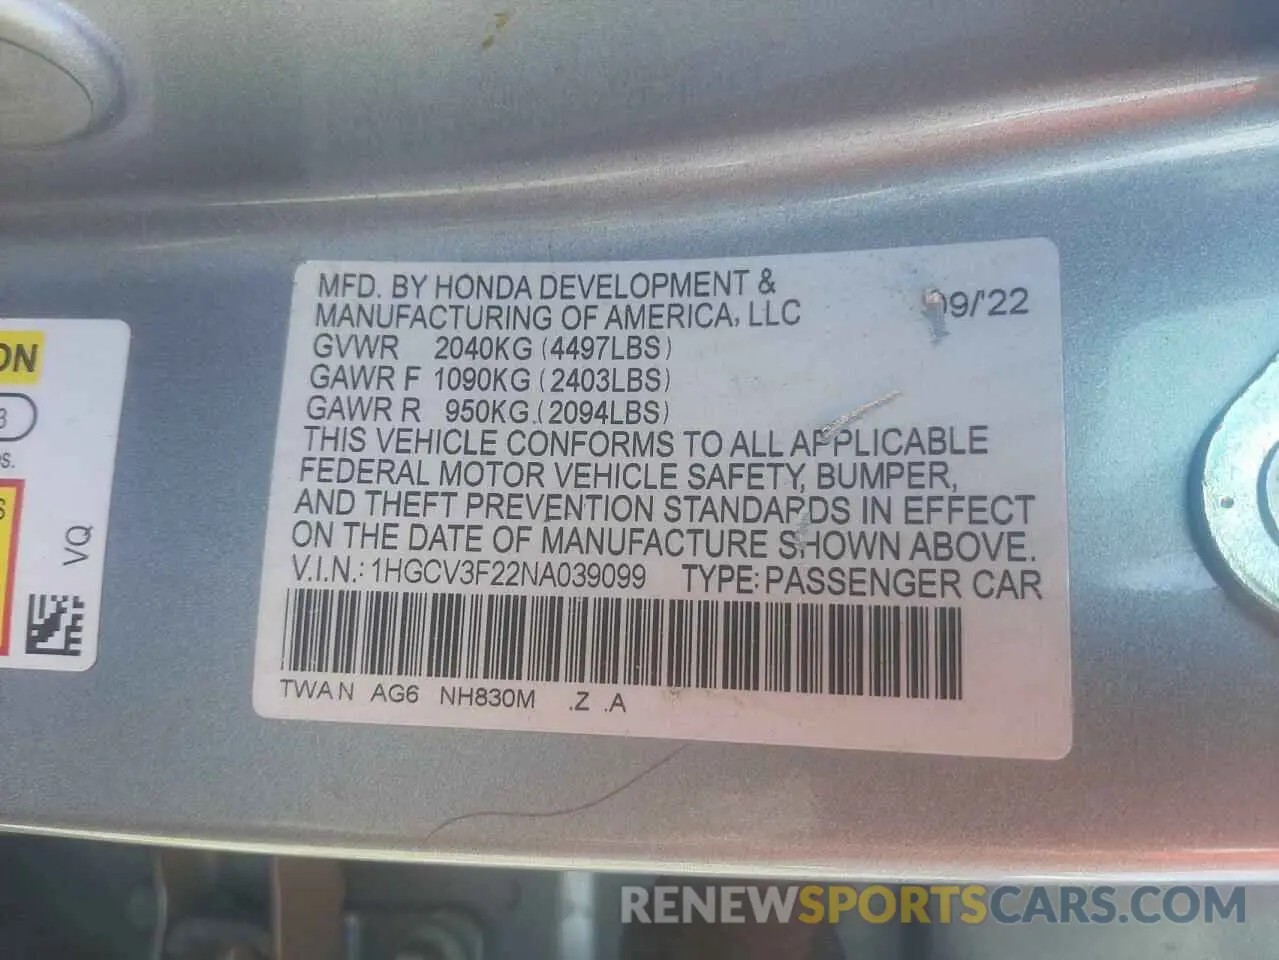 MFD. BY HONDA DEVELOPMENT &
MANUFACTURING OF AMERICA, LLC 09/'22
GVWR 2040KG (4497LBS)
GAWR F 1090KG (2403LBS)
GAWR R 950KG (2094LBS)
THIS VEHICLE CONFORMS TO ALL APPLICABLE
FEDERAL MOTOR VEHICLE SAFETY, BUMPER,
AND THEFT PREVENTION STANDARDS IN EFFECT
ON THE DATE OF MANUFACTURE SHOWN ABOVE.
V.I.N.: 1HGCV3F22NA039099 TYPE: PASSENGER CAR
TWAN AG6 NH830M .Z .A
VQ
RENEWSPORTSCARS.COM